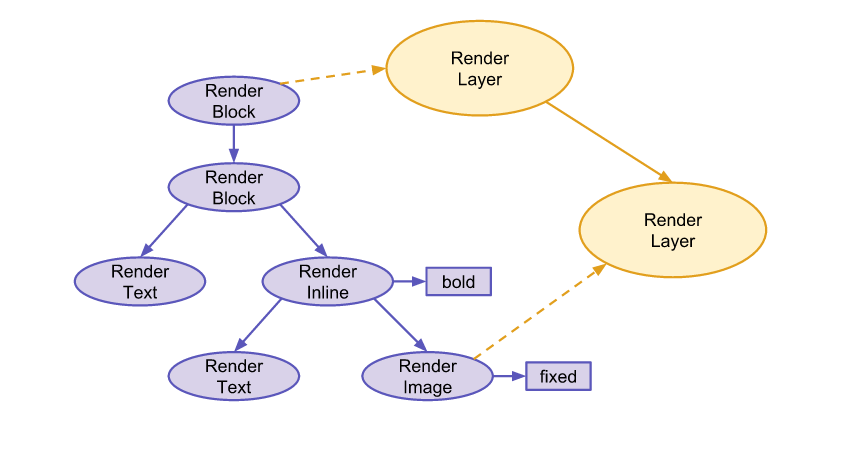 Render
Layer
Render
Block
Render
Block
Render
Layer
Render
Text
Render
Inline
bold
Render
Text
Render
Image
fixed